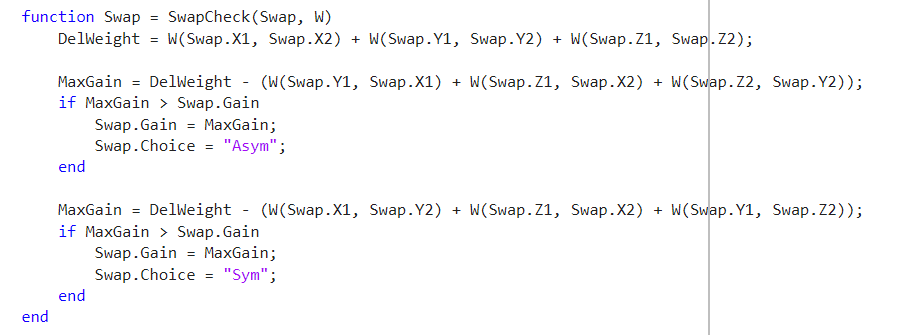 function Swap = SwapCheck(Swap, W)
    DelWeight = W(Swap.X1, Swap.X2) + W(Swap.Y1, Swap.Y2) + W(Swap.Z1, Swap.Z2);

    MaxGain = DelWeight - (W(Swap.Y1, Swap.X1) + W(Swap.Z1, Swap.X2) + W(Swap.Z2, Swap.Y2));
    if MaxGain > Swap.Gain
        Swap.Gain = MaxGain;
        Swap.Choice = "Asym";
    end

    MaxGain = DelWeight - (W(Swap.X1, Swap.Y2) + W(Swap.Z1, Swap.X2) + W(Swap.Y1, Swap.Z2));
    if MaxGain > Swap.Gain
        Swap.Gain = MaxGain;
        Swap.Choice = "Sym";
    end
end